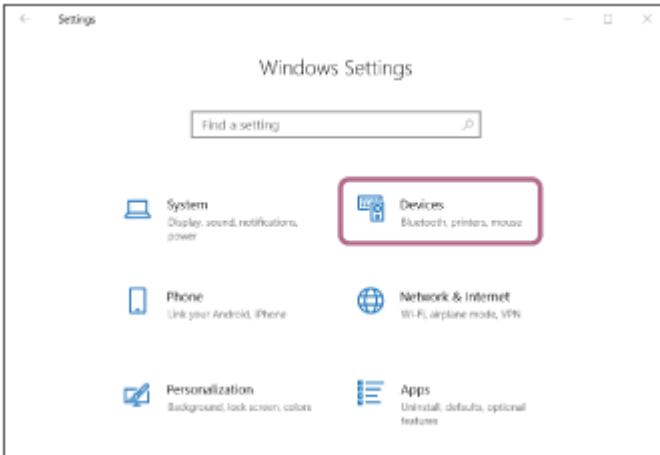 Settings
Windows Settings
Find a setting
System
Display, sound, notifications,
power
Devices
Bluetooth, printers, mouse
Phone
Link your Android, iPhone
Network & Internet
Wi-Fi, airplane mode, VPN
Personalization
Background, lock screen, colors
Apps
Uninstall, defaults, optional
features